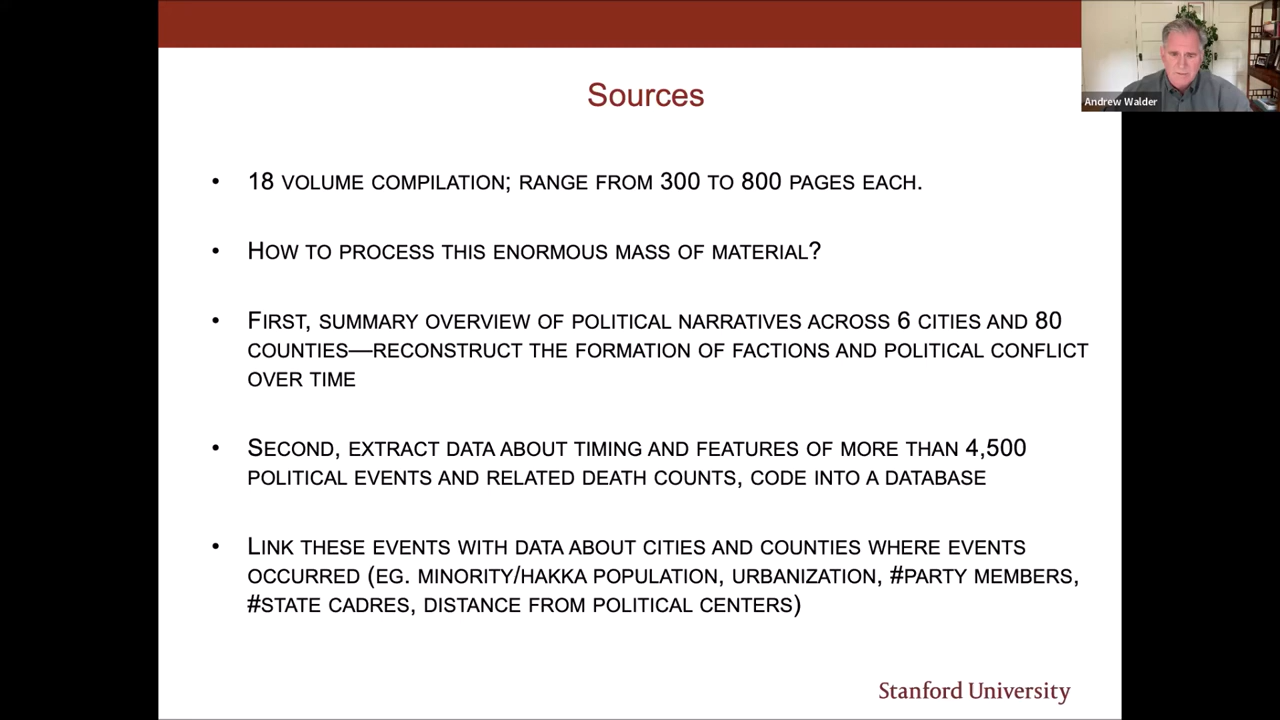 Sources
Andrew Walder
• 18 VOLUME COMPILATION; RANGE FROM 300 TO 800 PAGES EACH.
• HOW TO PROCESS THIS ENORMOUS MASS OF MATERIAL?
• FIRST, SUMMARY OVERVIEW OF POLITICAL NARRATIVES ACROSS 6 CITIES AND 80
COUNTIES—RECONSTRUCT THE FORMATION OF FACTIONS AND POLITICAL CONFLICT
OVER TIME
• SECOND, EXTRACT DATA ABOUT TIMING AND FEATURES OF MORE THAN 4,500
POLITICAL EVENTS AND RELATED DEATH COUNTS, CODE INTO A DATABASE
• LINK THESE EVENTS WITH DATA ABOUT CITIES AND COUNTIES WHERE EVENTS
OCCURRED (EG. MINORITY/HAKKA POPULATION, URBANIZATION, #PARTY MEMBERS,
#STATE CADRES, DISTANCE FROM POLITICAL CENTERS)
Stanford University